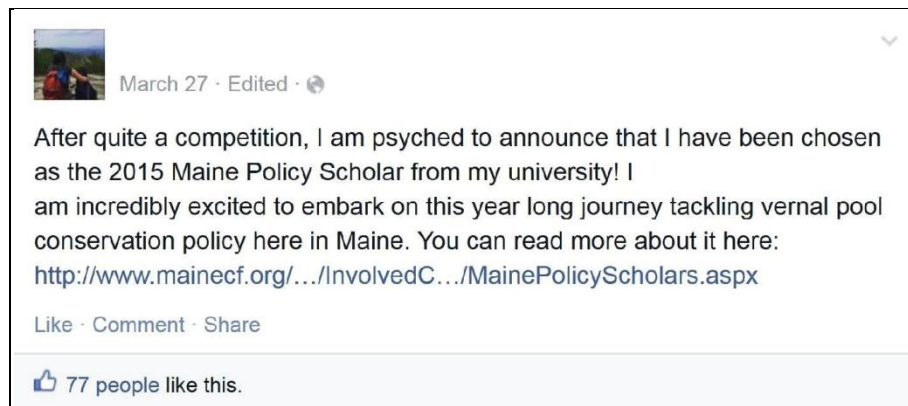 March 27 · Edited ·
After quite a competition, I am psyched to announce that I have been chosen
as the 2015 Maine Policy Scholar from my university! I
am incredibly excited to embark on this year long journey tackling vernal pool
conservation policy here in Maine. You can read more about it here:
http://www.mainecf.org/…/InvolvedC…/MainePolicyScholars.aspx
Like · Comment · Share
77 people like this.